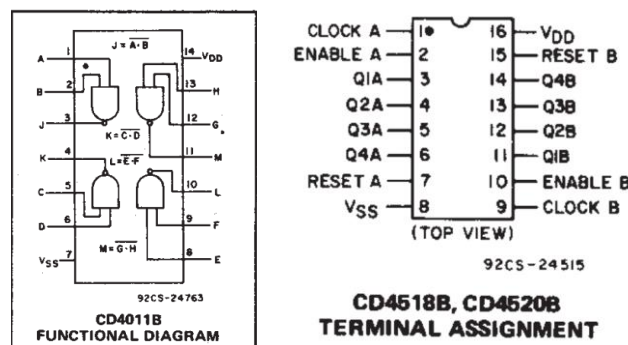 J = A·B
A 1
14 VDD
B 2
13 H
J 3
12 G
K = C·D
K 4
11 M
L = E·F
C 5
10 L
D 6
9 F
M = G·H
VSS 7
8 E
92CS-24763
CD4011B
FUNCTIONAL DIAGRAM
CLOCK A 1 16 VDD
ENABLE A 2 15 RESET B
Q1A 3 14 Q4B
Q2A 4 13 Q3B
Q3A 5 12 Q2B
Q4A 6 11 Q1B
RESET A 7 10 ENABLE B
VSS 8 9 CLOCK B
(TOP VIEW)
92CS-24515
CD4518B, CD4520B
TERMINAL ASSIGNMENT